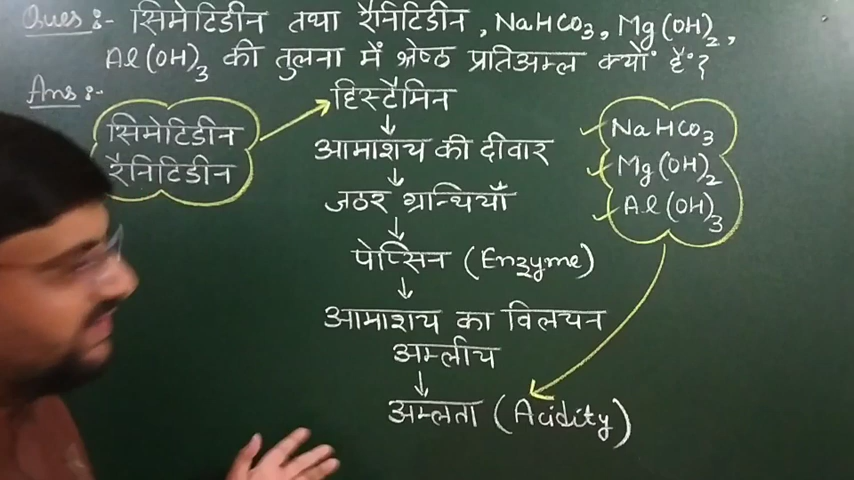 Ques :- सिमेटिडीन तथा रैनिटिडीन, NaHCO3, Mg(OH)2,
Al(OH)3 की तुलना में श्रेष्ठ प्रतिअम्ल क्यों हैं?
Ans :-
सिमेटिडीन
रैनिटिडीन
हिस्टैमिन
↓
आमाशय की दीवार
↓
जठर ग्रन्थियाँ
↓
पेप्सिन (Enzyme)
↓
आमाशय का विलयन
अम्लीय
↓
अम्लता (Acidity)
✓ NaHCO3
✓ Mg(OH)2
✓ Al(OH)3